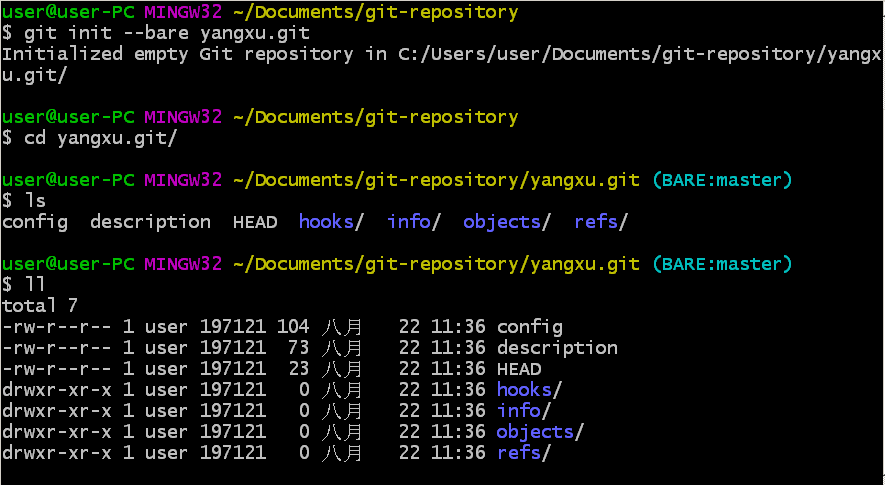 user@user-PC MINGW32 ~/Documents/git-repository
$ git init --bare yangxu.git
Initialized empty Git repository in C:/Users/user/Documents/git-repository/yangx
u.git/
user@user-PC MINGW32 ~/Documents/git-repository
$ cd yangxu.git/
user@user-PC MINGW32 ~/Documents/git-repository/yangxu.git (BARE:master)
$ ls
config  description  HEAD  hooks/  info/  objects/  refs/
user@user-PC MINGW32 ~/Documents/git-repository/yangxu.git (BARE:master)
$ ll
total 7
-rw-r--r-- 1 user 197121 104 八月   22 11:36 config
-rw-r--r-- 1 user 197121  73 八月   22 11:36 description
-rw-r--r-- 1 user 197121  23 八月   22 11:36 HEAD
drwxr-xr-x 1 user 197121   0 八月   22 11:36 hooks/
drwxr-xr-x 1 user 197121   0 八月   22 11:36 info/
drwxr-xr-x 1 user 197121   0 八月   22 11:36 objects/
drwxr-xr-x 1 user 197121   0 八月   22 11:36 refs/